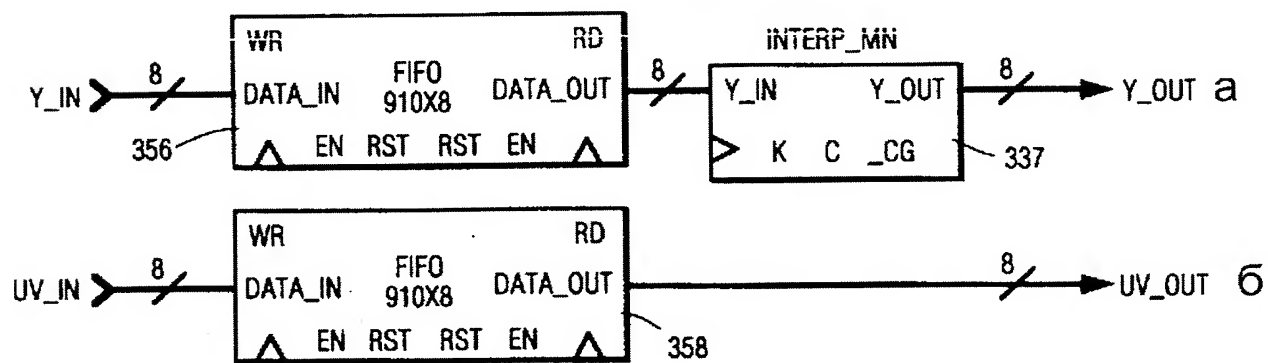 WR RD INTERP_MN
Y_IN 8 DATA_IN FIFO 910X8 DATA_OUT 8 Y_IN Y_OUT 8 Y_OUT а
356 EN RST RST EN K C _CG 337
WR RD
UV_IN 8 DATA_IN FIFO 910X8 DATA_OUT 8 UV_OUT б
EN RST RST EN 358